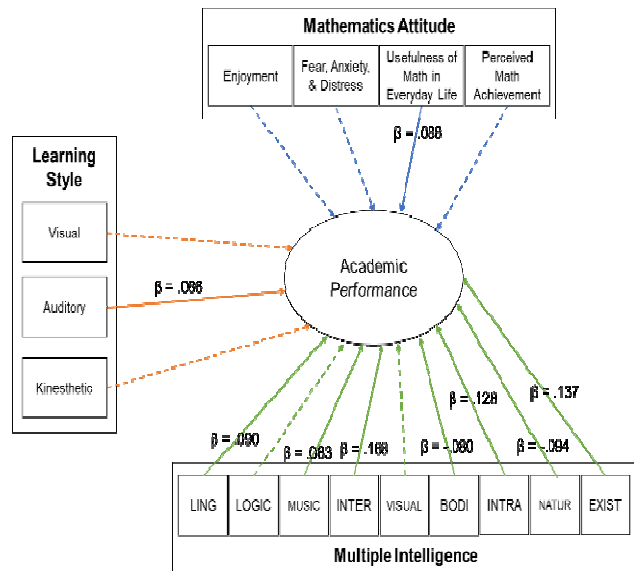 Mathematics Attitude
Enjoyment
Fear, Anxiety,
& Distress
Usefulness of
Math in
Everyday Life
Perceived
Math
Achievement
β = .088
Learning
Style
Visual
Auditory
Kinesthetic
β = .066
Academic
Performance
β = .090
β = .083
β = .168
β = -.080
β = .128
β = -.094
β = .137
LING
LOGIC
MUSIC
INTER
VISUAL
BODI
INTRA
NATUR
EXIST
Multiple Intelligence